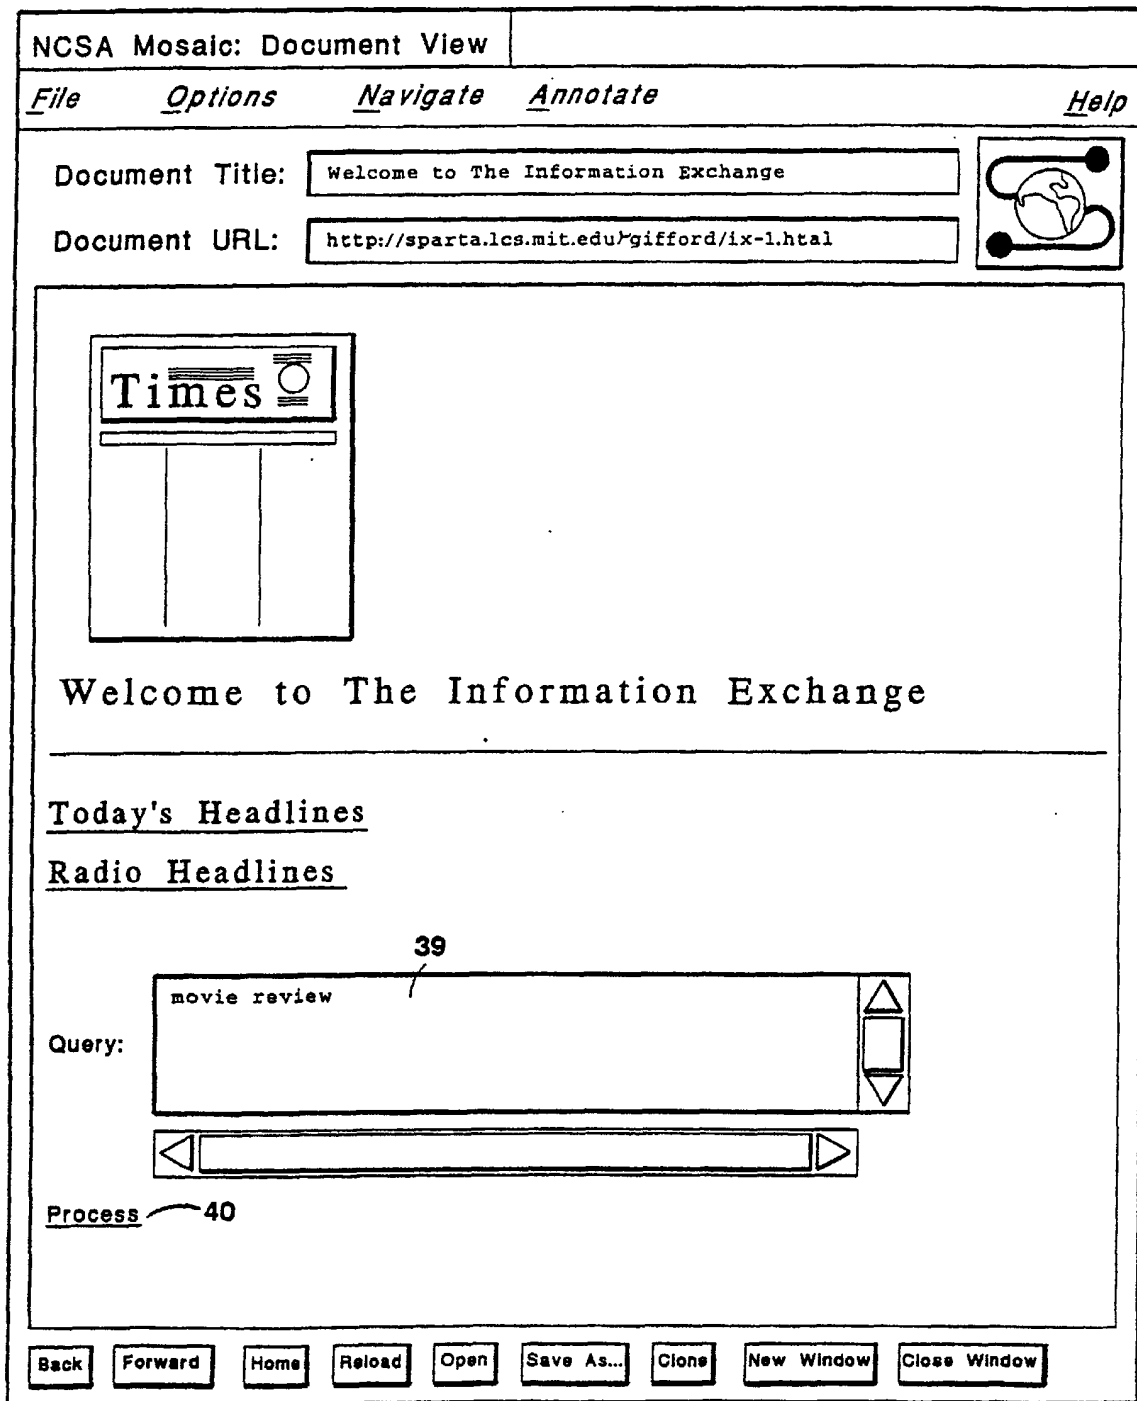 NCSA Mosaic: Document View
File Options Navigate Annotate Help
Document Title: Welcome to The Information Exchange
Document URL: http://sparta.lcs.mit.edu/~gifford/ix-1.htal
Times
Welcome to The Information Exchange
Today's Headlines
Radio Headlines
39
movie review
Query:
Process 40
Back Forward Home Reload Open Save As... Clone New Window Close Window